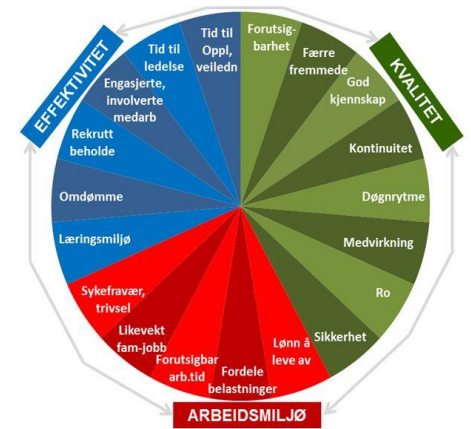 EFFEKTIVITET
KVALITET
ARBEIDSMILJØ
Forutsig-
barhet
Færre
fremmede
God
kjennskap
Kontinuitet
Døgnrytme
Medvirkning
Ro
Sikkerhet
Lønn å
leve av
Fordele
belastninger
Forutsigbar
arb.tid
Likevekt
fam-jobb
Sykefravær,
trivsel
Læringsmiljø
Omdømme
Rekrutt
beholde
Engasjerte,
involverte
medarb
Tid til
ledelse
Tid til
Oppl,
veiledn